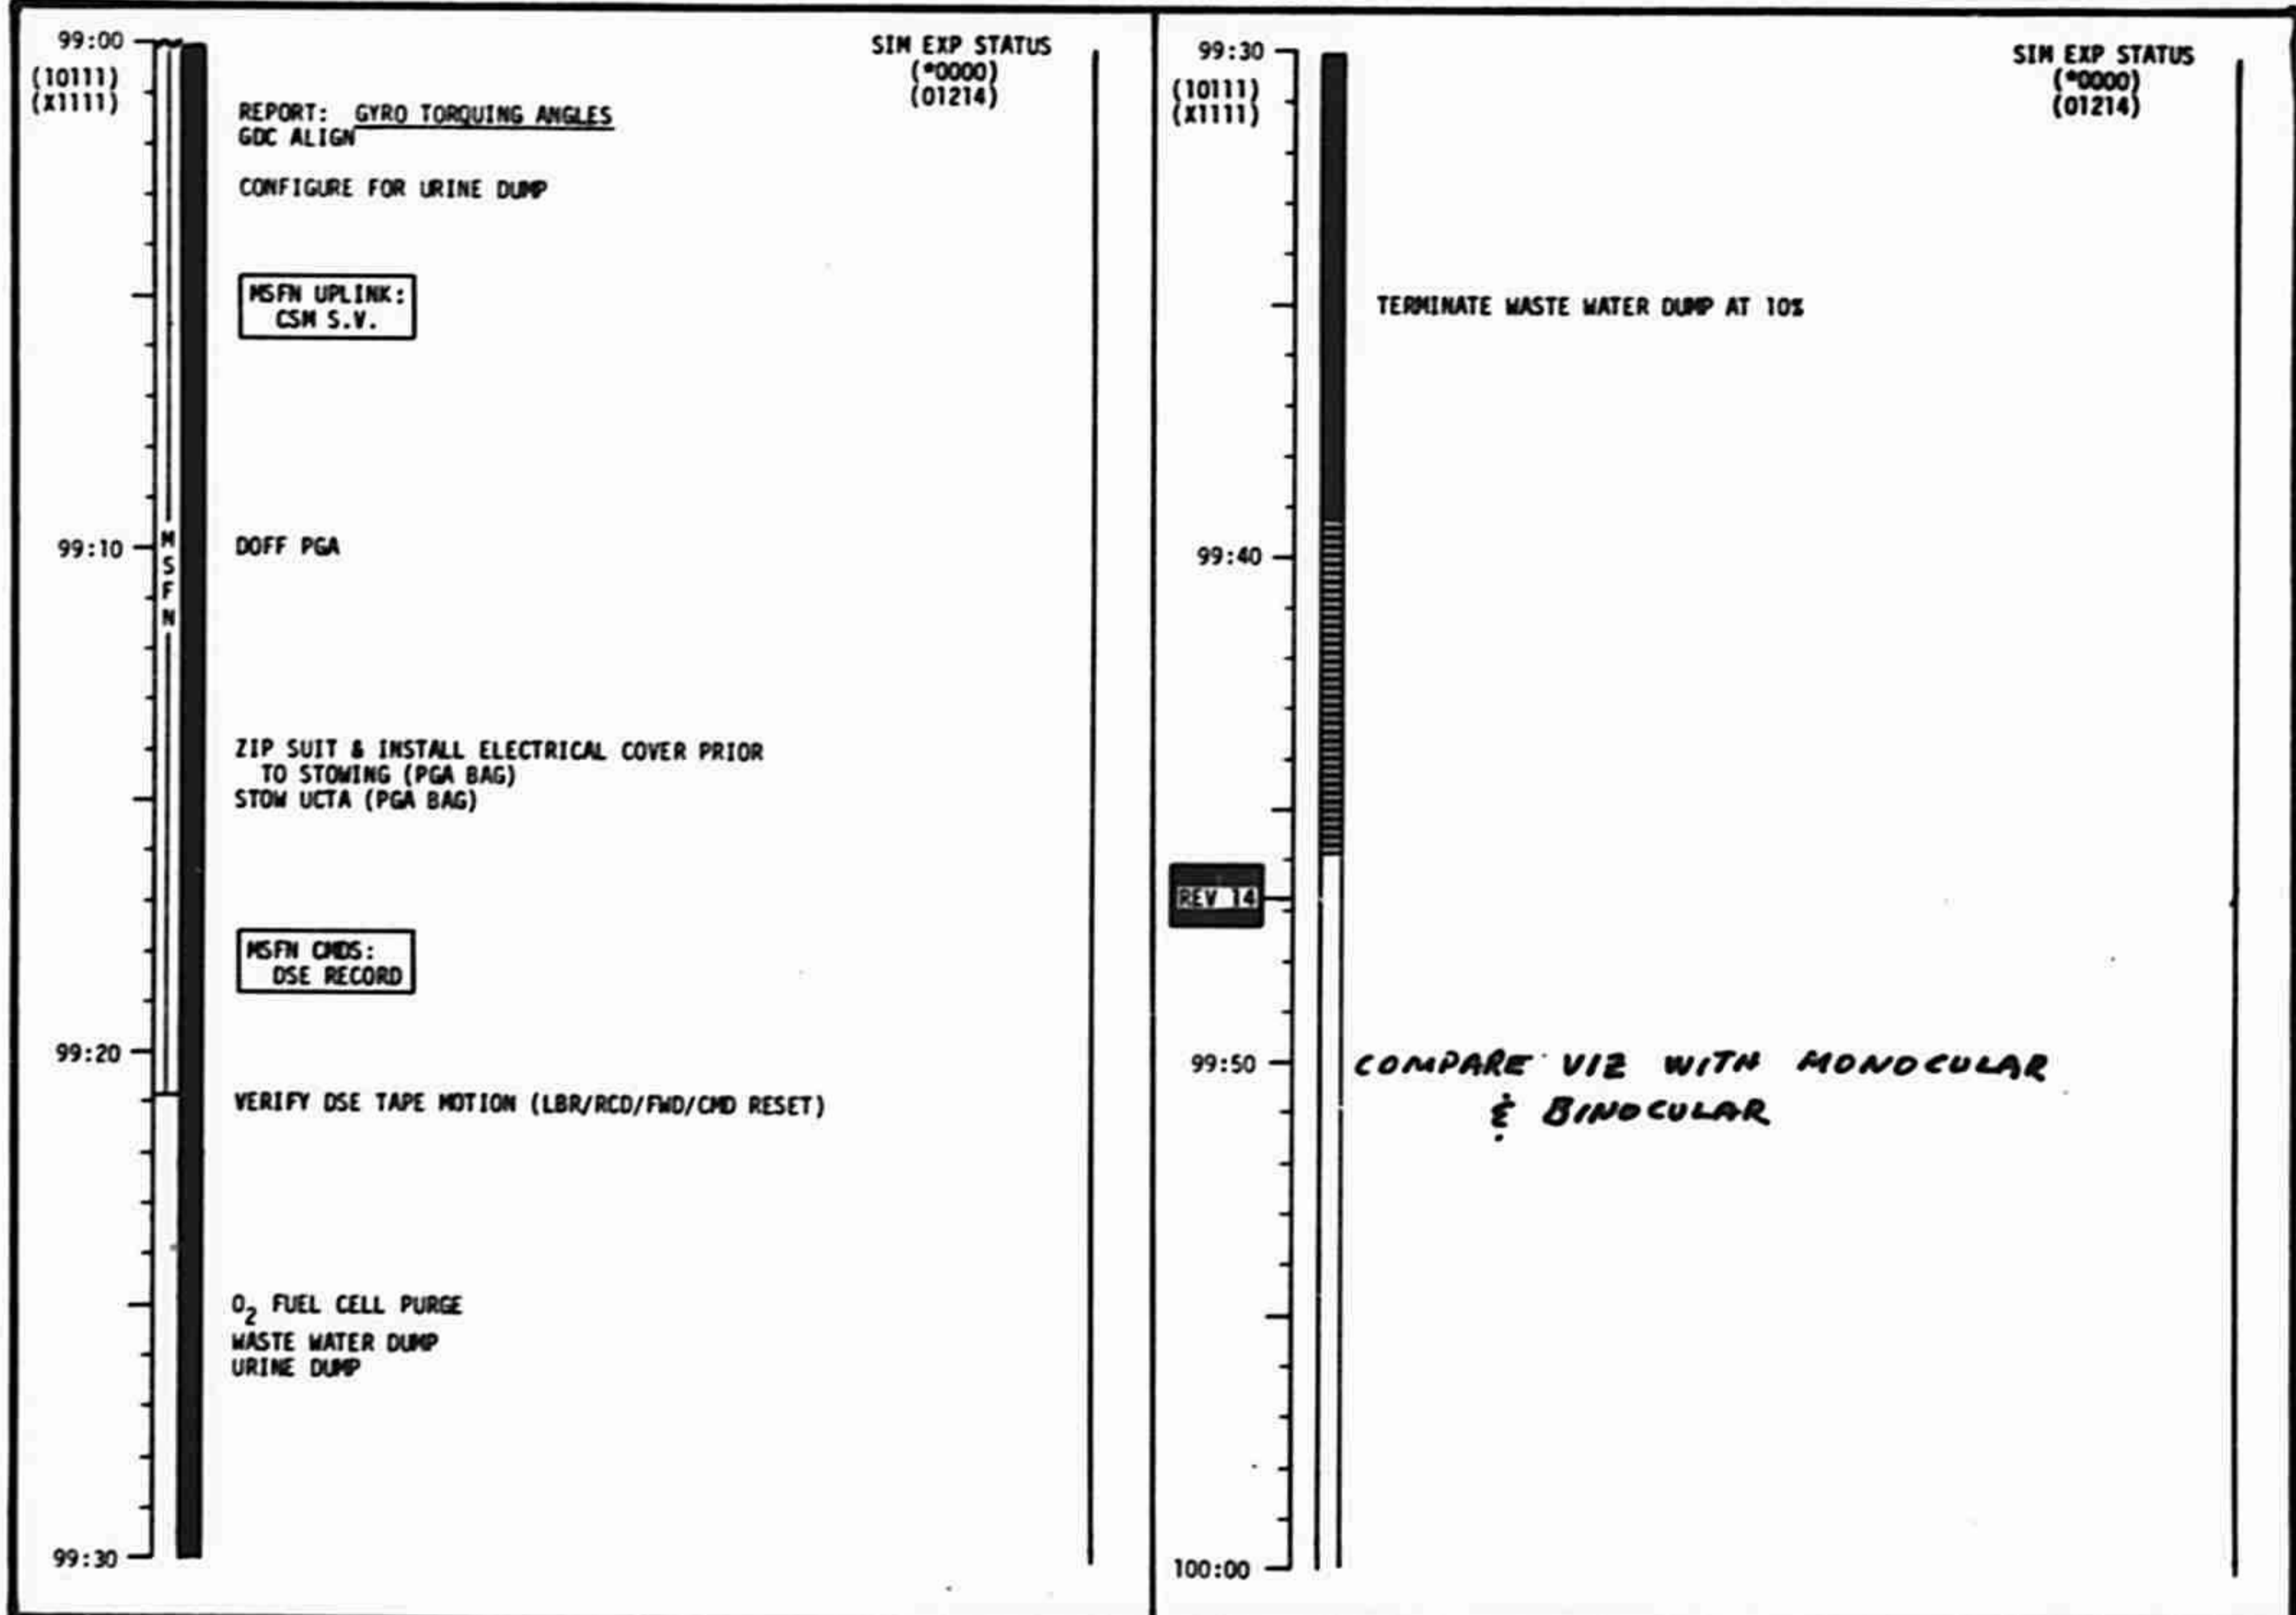 99:00
(10111)
(X1111)
SIM EXP STATUS
(*0000)
(01214)
REPORT: GYRO TORQUING ANGLES
GDC ALIGN
CONFIGURE FOR URINE DUMP
MSFN UPLINK:
CSM S.V.
99:10
MSFN
DOFF PGA
ZIP SUIT & INSTALL ELECTRICAL COVER PRIOR
TO STOWING (PGA BAG)
STOW UCTA (PGA BAG)
MSFN CMDS:
DSE RECORD
99:20
VERIFY DSE TAPE MOTION (LBR/RCD/FWD/CMD RESET)
O₂ FUEL CELL PURGE
WASTE WATER DUMP
URINE DUMP
99:30
99:30
(10111)
(X1111)
SIM EXP STATUS
(*0000)
(01214)
TERMINATE WASTE WATER DUMP AT 10%
99:40
REV 14
99:50
COMPARE VIZ WITH MONOCULAR
& BINOCULAR
100:00